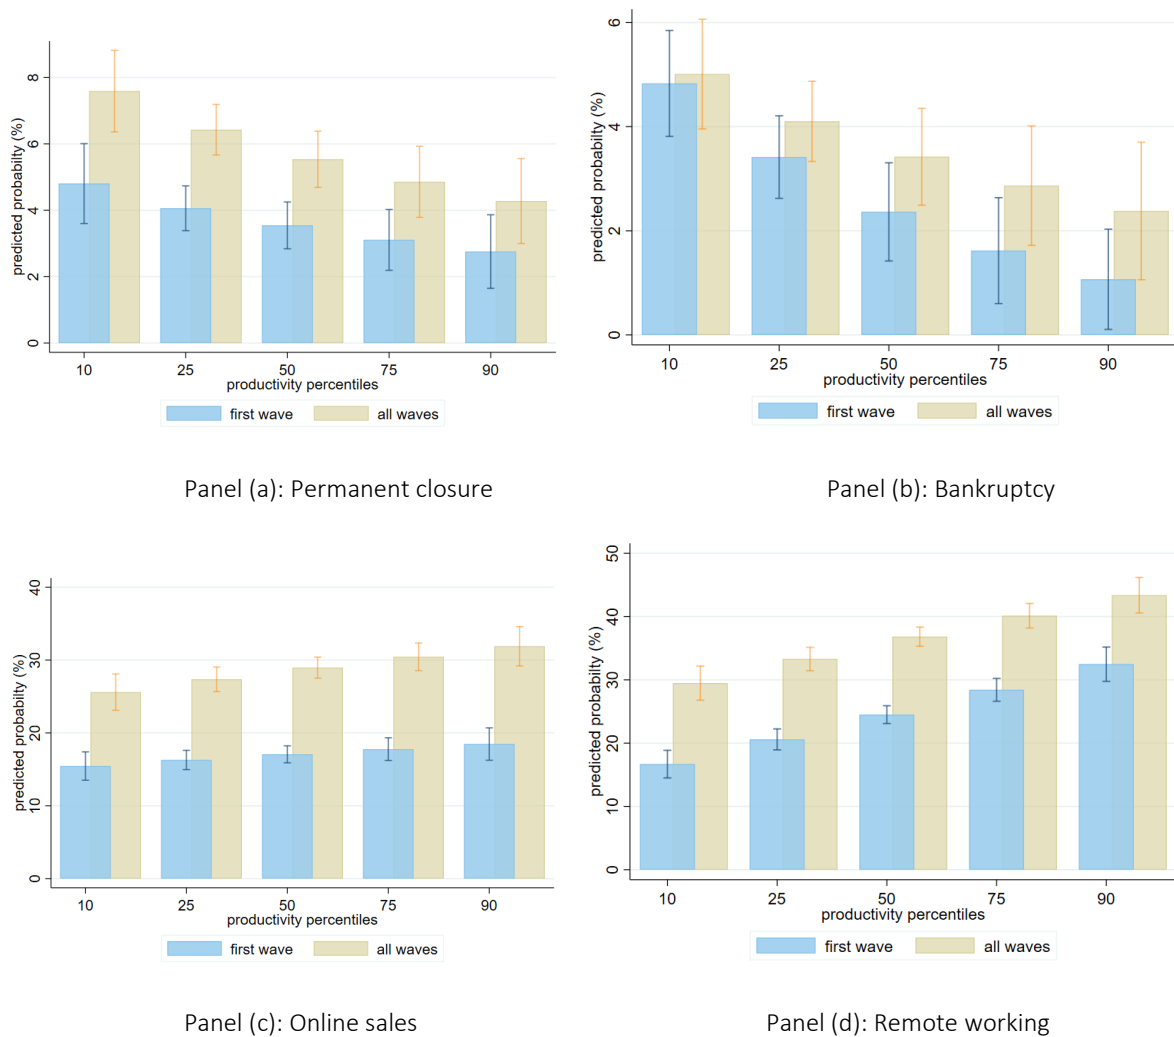 predicted probabilty (%)
8
6
4
2
0
10 25 50 75 90
productivity percentiles
first wave all waves
Panel (a): Permanent closure
predicted probabilty (%)
6
4
2
0
10 25 50 75 90
productivity percentiles
first wave all waves
Panel (b): Bankruptcy
predicted probabilty (%)
40
30
20
10
0
10 25 50 75 90
productivity percentiles
first wave all waves
Panel (c): Online sales
predicted probabilty (%)
50
40
30
20
10
0
10 25 50 75 90
productivity percentiles
first wave all waves
Panel (d): Remote working